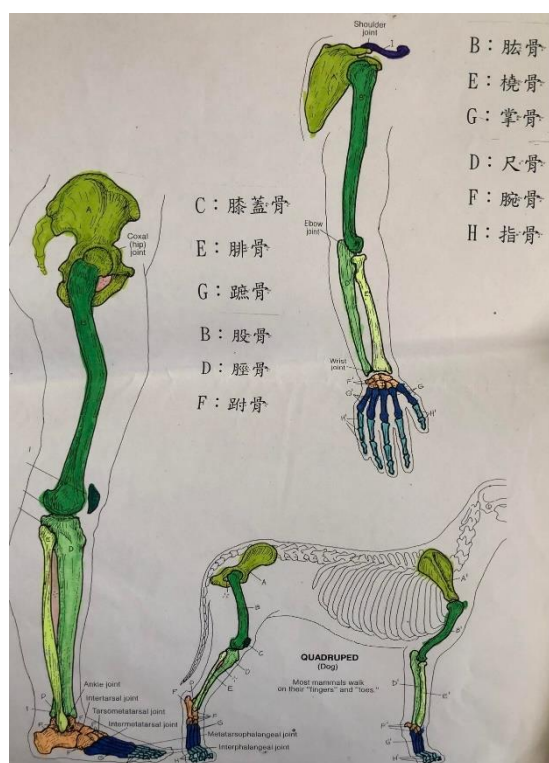 Shoulder
joint
I
B：肱骨
E：橈骨
G：掌骨
D：尺骨
F：腕骨
H：指骨
Elbow
joint
Wrist
joint
F'
G'
G
H'
H'
A
Coxal
(hip)
joint
C：膝蓋骨
E：腓骨
G：蹠骨
B：股骨
D：脛骨
F：跗骨
D
Ankle joint
Intertarsal joint
Tarsometatarsal joint
Intermetatarsal joint
QUADRUPED
(Dog)
Most mammals walk
on their "fingers" and "toes."
A
B
C
D
E
F
G
Metatarsophalangeal joint
Interphalangeal joint
H
A'
D'
E'
F'
G'
H'